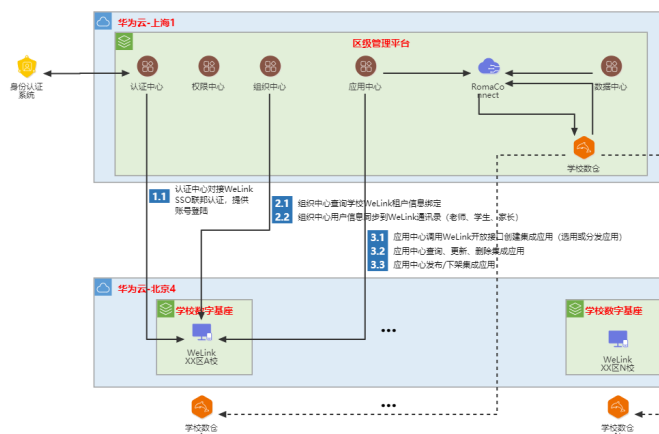 华为云-上海1
区级管理平台
身份认证
系统
认证中心
权限中心
组织中心
应用中心
RomaCo
nnect
数据中心
学校数仓
1.1
认证中心对接WeLink
SSO联邦认证，提供
账号登陆
2.1 组织中心查询学校WeLink租户信息绑定
2.2 组织中心用户信息同步到WeLink通讯录（老师、学生、家长）
3.1 应用中心调用WeLink开放接口创建集成应用（选用或分发应用）
3.2 应用中心查询、更新、删除集成应用
3.3 应用中心发布/下架集成应用
华为云-北京4
学校数字基座
学校数字基座
WeLink
XX区A校
...
WeLink
XX区N校
学校数仓
...
学校数仓